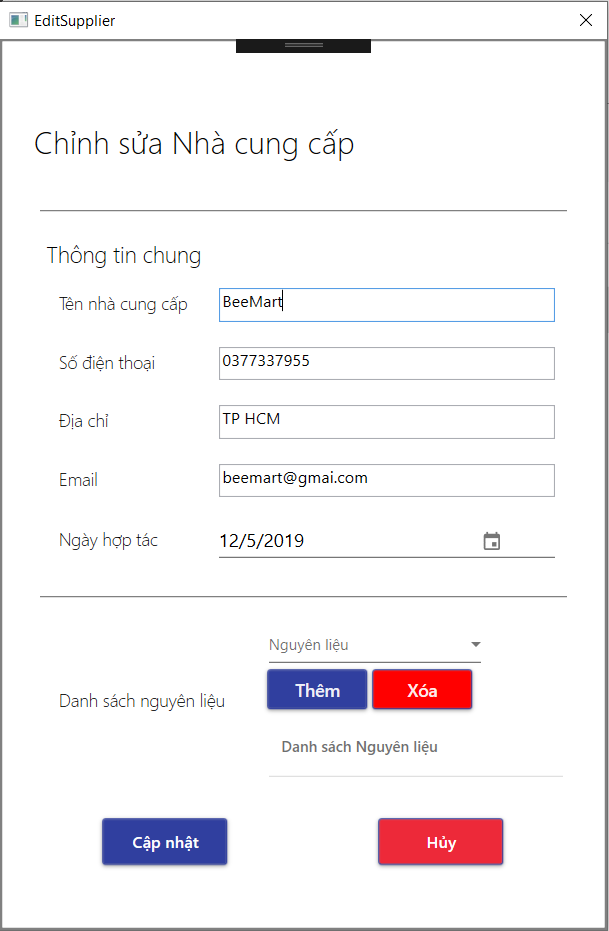 EditSupplier
Chỉnh sửa Nhà cung cấp
Thông tin chung
Tên nhà cung cấp BeeMart
Số điện thoại 0377337955
Địa chỉ TP HCM
Email beemart@gmai.com
Ngày hợp tác 12/5/2019
Nguyên liệu
Thêm Xóa
Danh sách nguyên liệu
Danh sách Nguyên liệu
Cập nhật Hủy